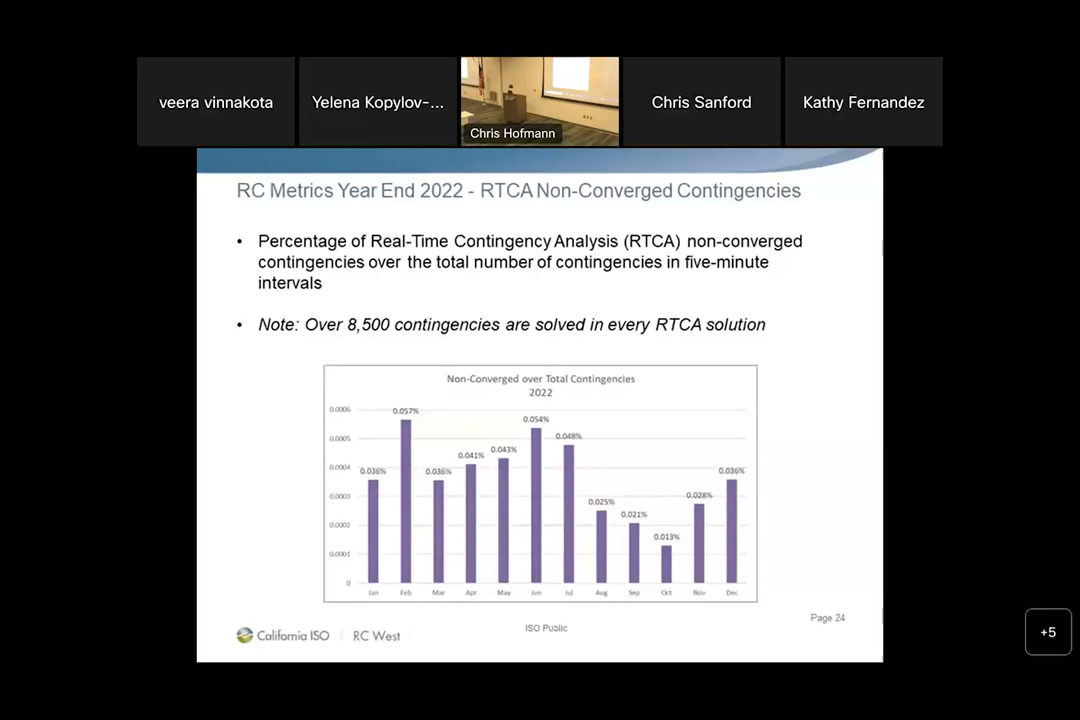 veera vinnakota
Yelena Kopylov-...
Chris Hofmann
Chris Sanford
Kathy Fernandez
RC Metrics Year End 2022 - RTCA Non-Converged Contingencies
• Percentage of Real-Time Contingency Analysis (RTCA) non-converged
contingencies over the total number of contingencies in five-minute
intervals
• Note: Over 8,500 contingencies are solved in every RTCA solution
Non-Converged over Total Contingencies
2022
0.0006
0.0005
0.0004
0.0003
0.0002
0.0001
0
0.036%
0.057%
0.036%
0.041%
0.043%
0.054%
0.048%
0.025%
0.021%
0.013%
0.028%
0.036%
Jan Feb Mar Apr May Jun Jul Aug Sep Oct Nov Dec
California ISO | RC West
ISO Public
Page 24
+5